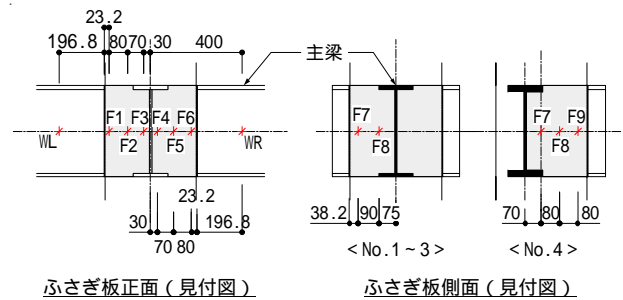 23.2
196.8 80 70 30 400
主梁
F1 F3 F4 F6
WL F2 F5 WR
F7
F8
F7 F9
F8
23.2
30 196.8
70 80
38.2 90 75
70 80 80
<No.1~3> <No.4>
ふさぎ板正面(見付図) ふさぎ板側面(見付図)